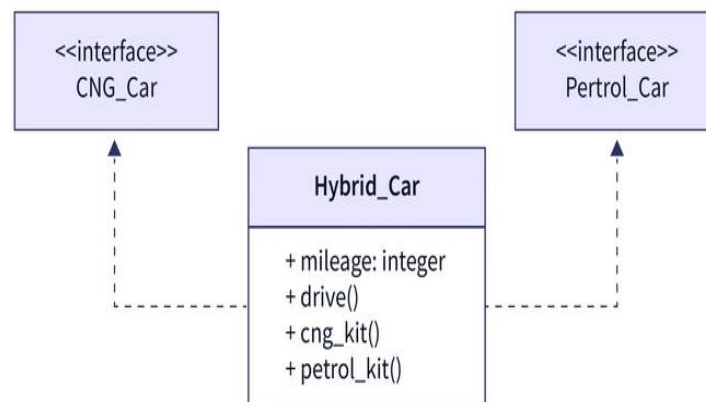 <<interface>>
CNG_Car
<<interface>>
Pertrol_Car
Hybrid_Car
+ mileage: integer
+ drive()
+ cng_kit()
+ petrol_kit()